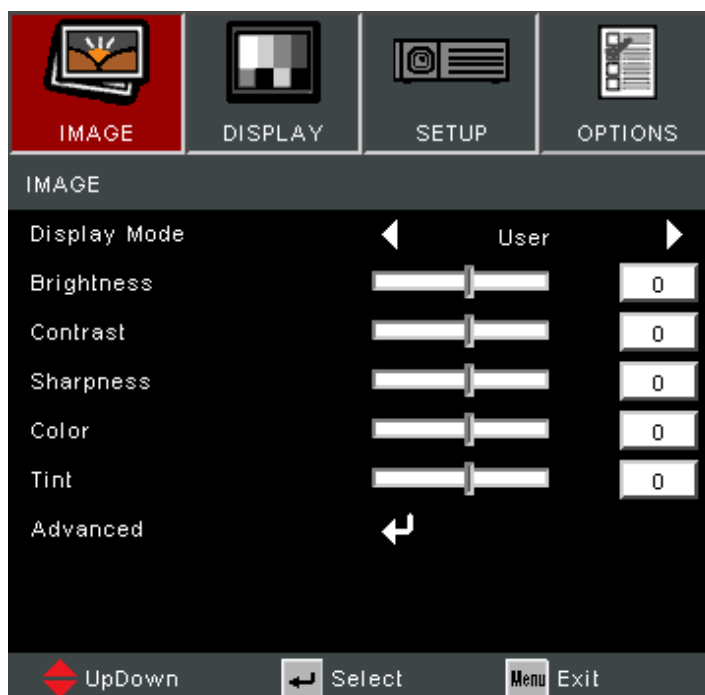 IMAGE DISPLAY SETUP OPTIONS
IMAGE
Display Mode User
Brightness 0
Contrast 0
Sharpness 0
Color 0
Tint 0
Advanced
UpDown Select Menu Exit